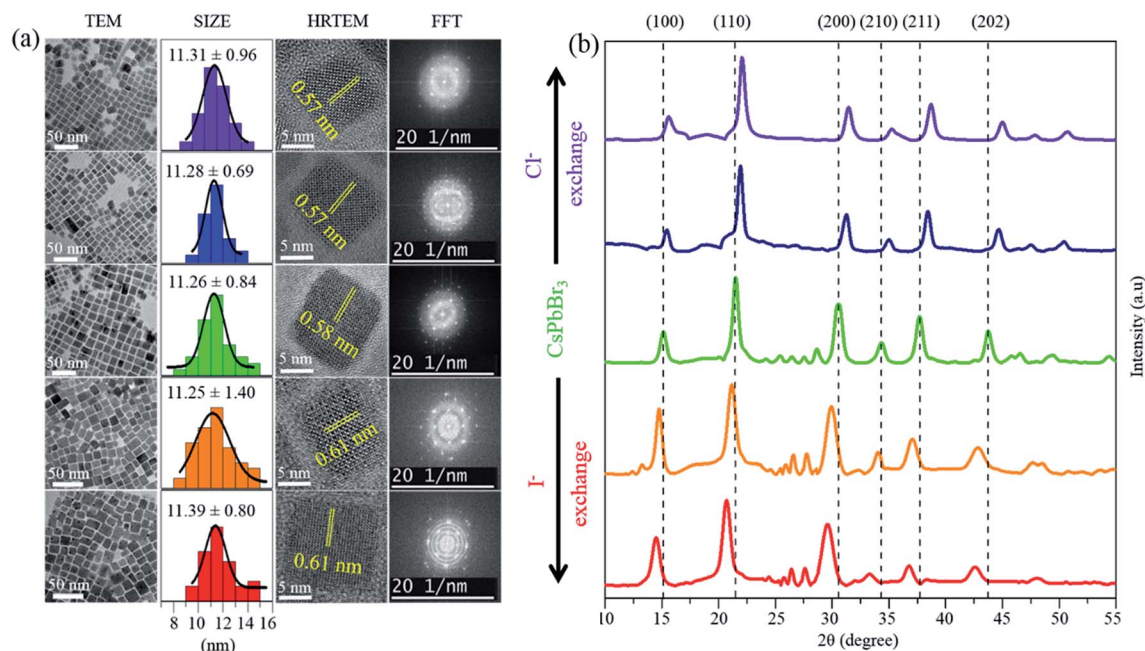 TEM SIZE HRTEM FFT
(a)
50 nm
11.31 ± 0.96
0.57 nm
5 nm
20 1/nm
50 nm
11.28 ± 0.69
0.57 nm
5 nm
20 1/nm
50 nm
11.26 ± 0.84
0.58 nm
5 nm
20 1/nm
50 nm
11.25 ± 1.40
0.61 nm
5 nm
20 1/nm
50 nm
11.39 ± 0.80
0.61 nm
5 nm
20 1/nm
8 10 12 14 16
(nm)
(b)
(100) (110) (200) (210) (211) (202)
Cl-
exchange
CsPbBr3
I-
exchange
Intensity (a.u)
10 15 20 25 30 35 40 45 50 55
2θ (degree)